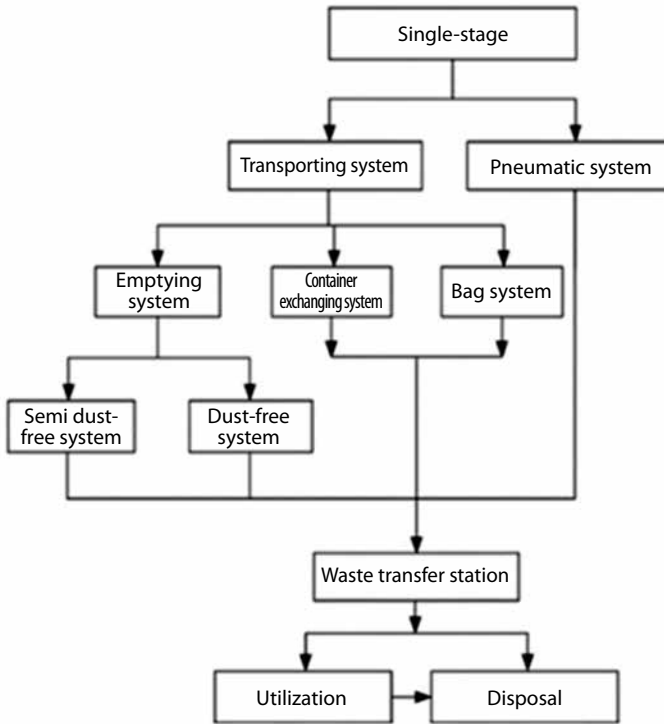 Single-stage
Transporting system
Pneumatic system
Emptying
system
Container
exchanging system
Bag system
Semi dust-
free system
Dust-free
system
Waste transfer station
Utilization
Disposal